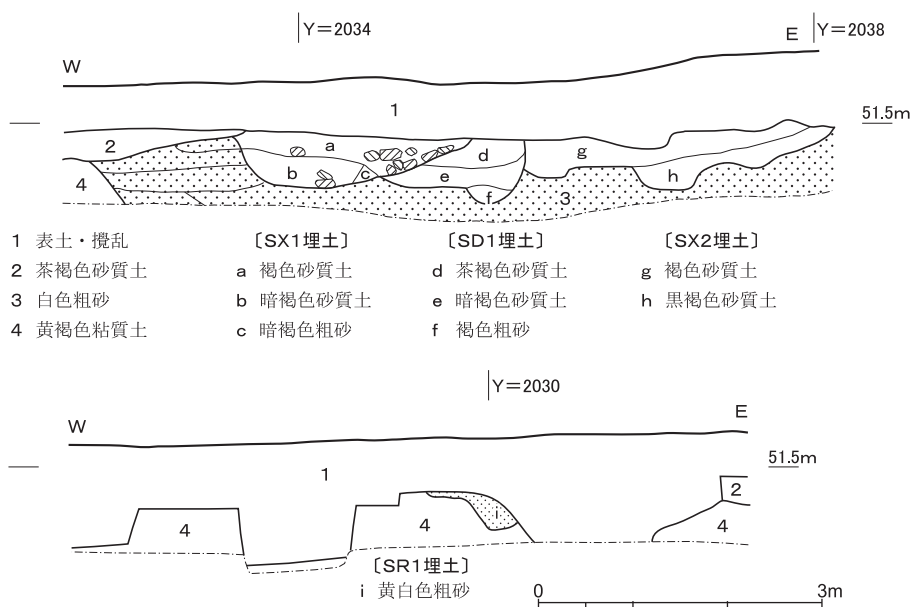 Y=2034
Y=2038
W
E
1
51.5m
2
a
d
g
4
b
c
e
h
f
3
1 表土・攪乱
2 茶褐色砂質土
3 白色粗砂
4 黄褐色粘質土
〔SX1埋土〕
a 褐色砂質土
b 暗褐色砂質土
c 暗褐色粗砂
〔SD1埋土〕
d 茶褐色砂質土
e 暗褐色砂質土
f 褐色粗砂
〔SX2埋土〕
g 褐色砂質土
h 黒褐色砂質土
Y=2030
W
E
51.5m
1
2
4
4
i
4
〔SR1埋土〕
i 黄白色粗砂
0
3m